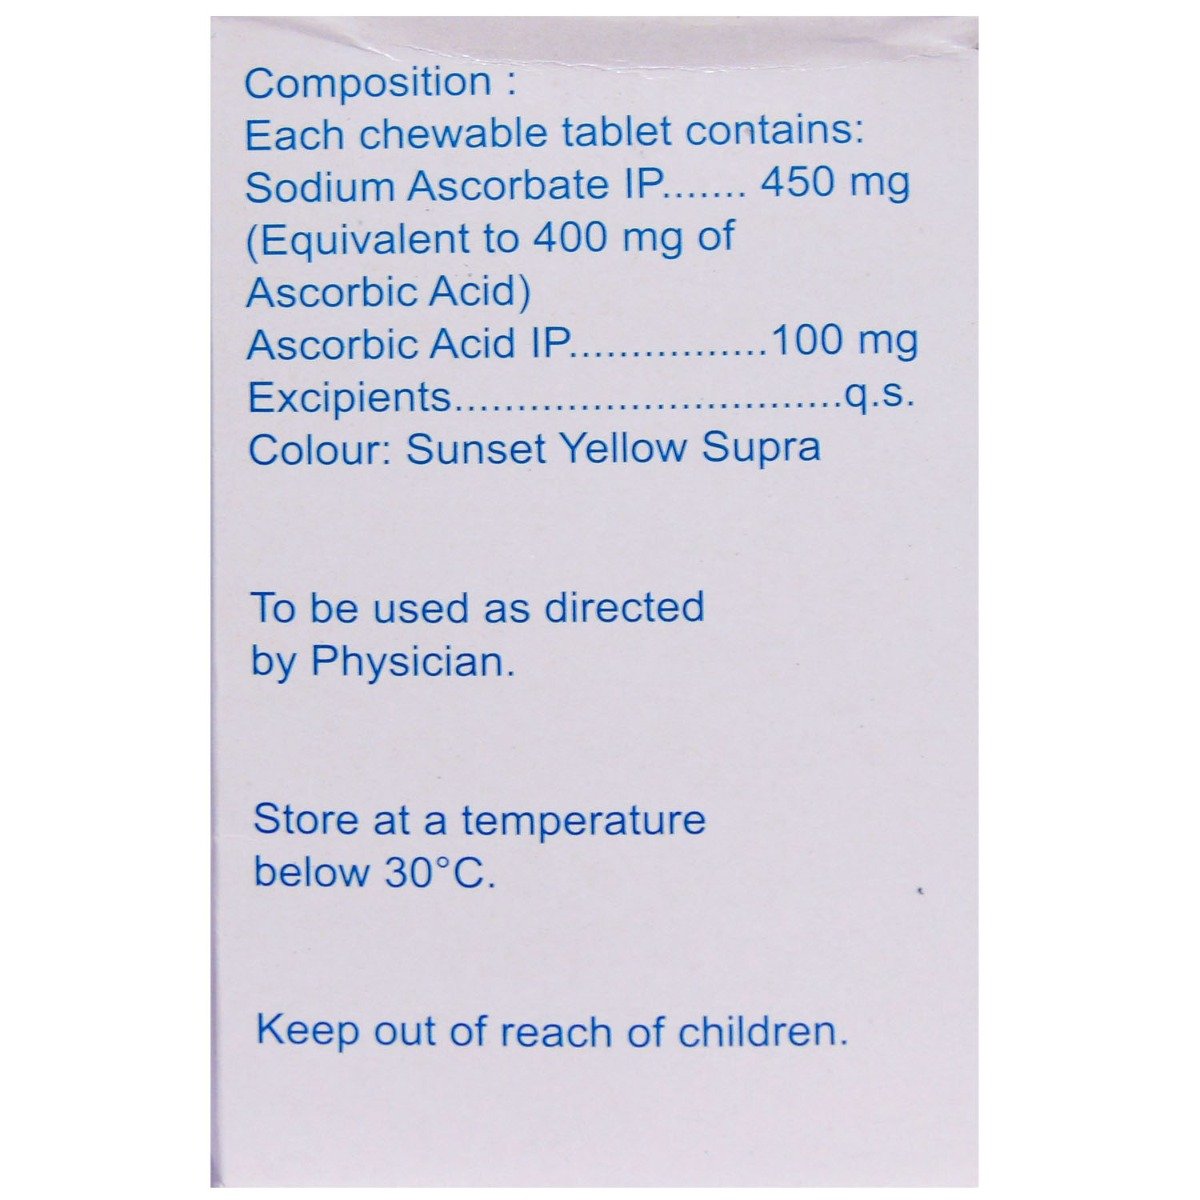 Composition :
Each chewable tablet contains:
Sodium Ascorbate IP....... 450 mg
(Equivalent to 400 mg of
Ascorbic Acid)
Ascorbic Acid IP................100 mg
Excipients...............................q.s.
Colour: Sunset Yellow Supra
To be used as directed
by Physician.
Store at a temperature
below 30°C.
Keep out of reach of children.